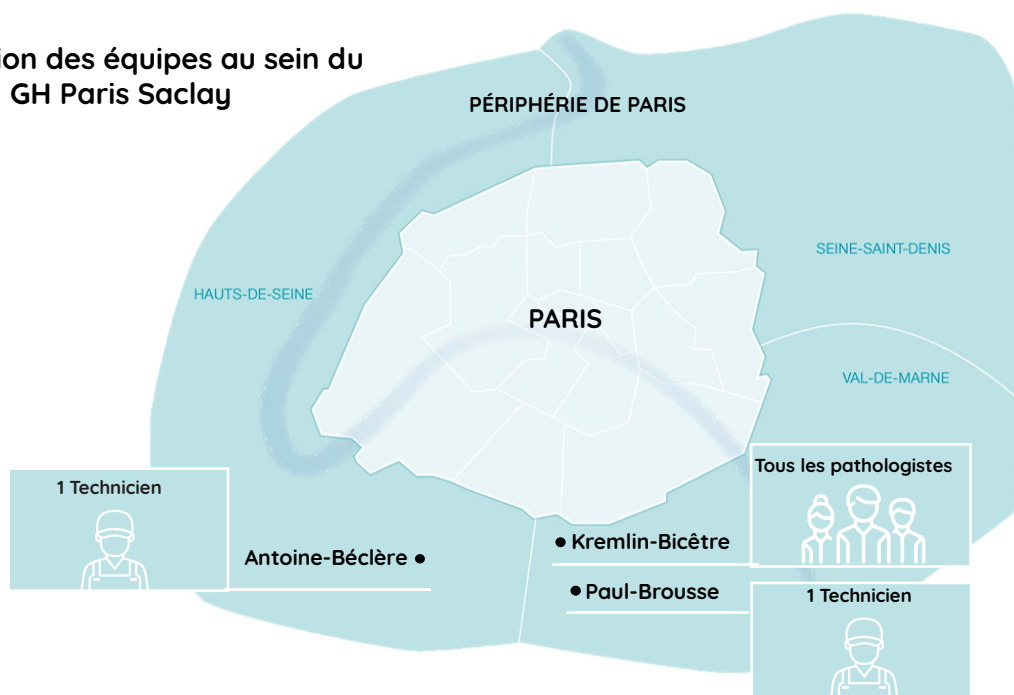 des équipes au sein du
GH Paris Saclay
PÉRIPHÉRIE DE PARIS
SEINE-SAINT-DENIS
HAUTS-DE-SEINE
PARIS
VAL-DE-MARNE
Tous les pathologistes
1 Technicien
Kremlin-Bicêtre
Antoine-Béclère
Paul-Brousse
1 Technicien